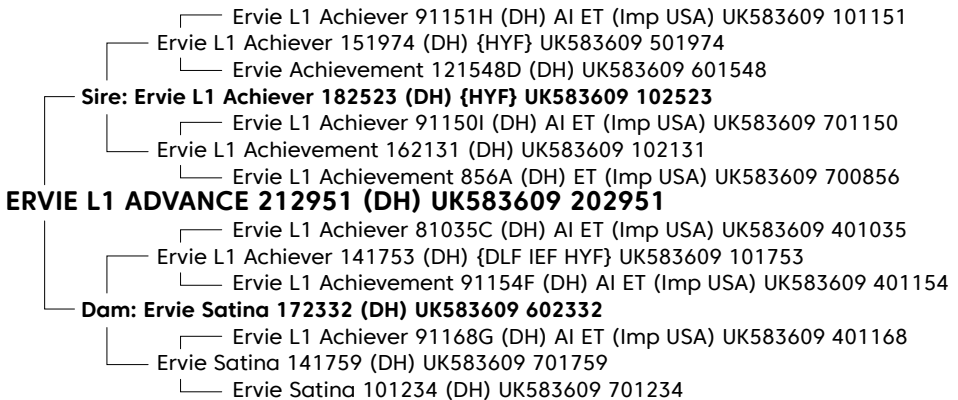 Ervie L1 Achiever 91151H (DH) AI ET (Imp USA) UK583609 101151
Ervie L1 Achiever 151974 (DH) {HYF} UK583609 501974
Ervie Achievement 121548D (DH) UK583609 601548
Sire: Ervie L1 Achiever 182523 (DH) {HYF} UK583609 102523
Ervie L1 Achiever 91150I (DH) AI ET (Imp USA) UK583609 701150
Ervie L1 Achievement 162131 (DH) UK583609 102131
Ervie L1 Achievement 856A (DH) ET (Imp USA) UK583609 700856
ERVIE L1 ADVANCE 212951 (DH) UK583609 202951
Ervie L1 Achiever 81035C (DH) AI ET (Imp USA) UK583609 401035
Ervie L1 Achiever 141753 (DH) {DLF IEF HYF} UK583609 101753
Ervie L1 Achievement 91154F (DH) AI ET (Imp USA) UK583609 401154
Dam: Ervie Satina 172332 (DH) UK583609 602332
Ervie L1 Achiever 91168G (DH) AI ET (Imp USA) UK583609 401168
Ervie Satina 141759 (DH) UK583609 701759
Ervie Satina 101234 (DH) UK583609 701234